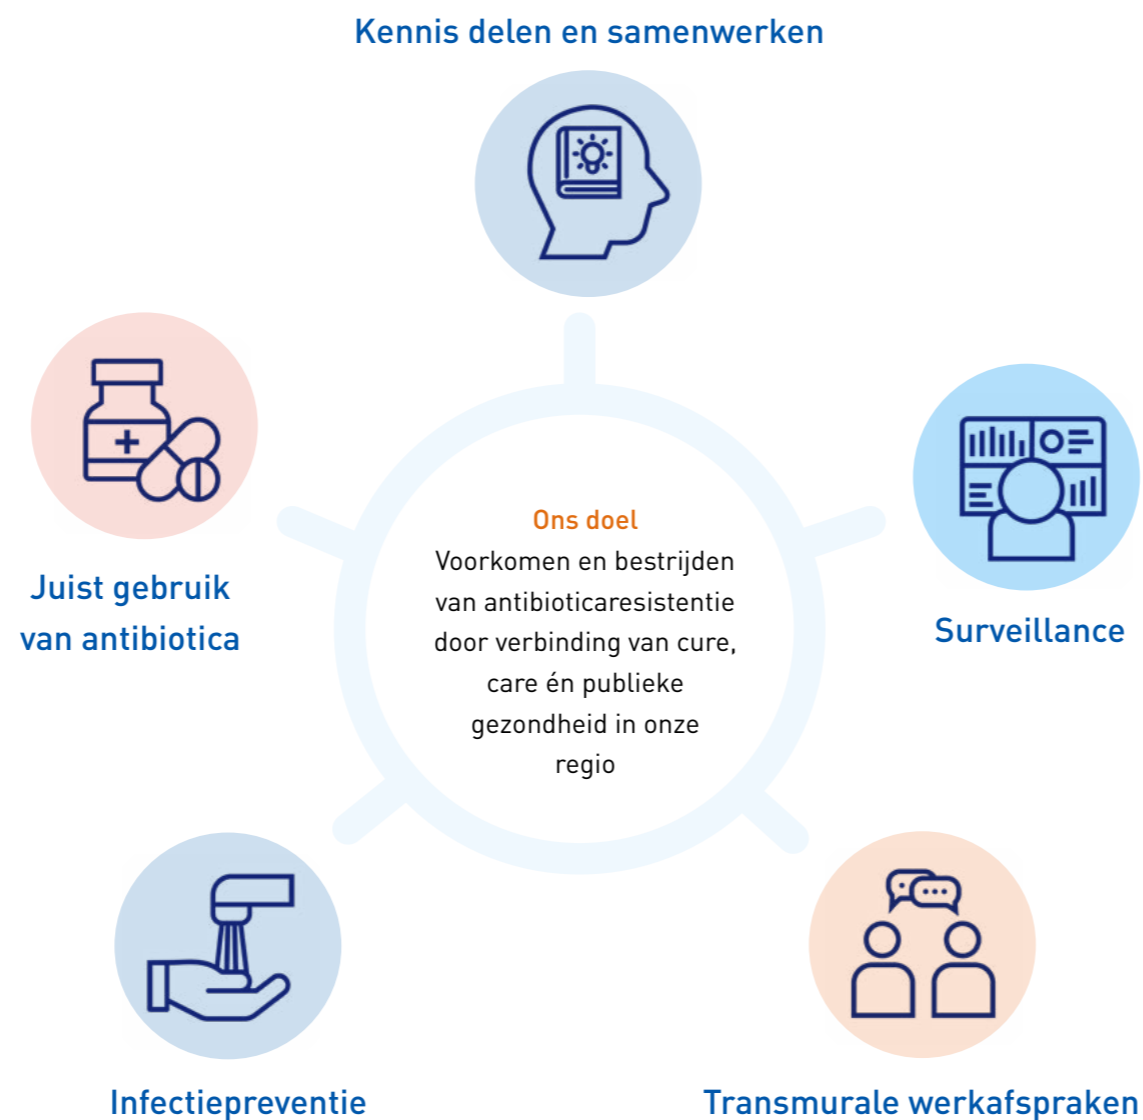 Kennis delen en samenwerken
Juist gebruik
van antibiotica
Ons doel
Voorkomen en bestrijden
van antibioticaresistentie
door verbinding van cure,
care én publieke
gezondheid in onze
regio
Surveillance
Infectiepreventie
Transmurale werkafspraken